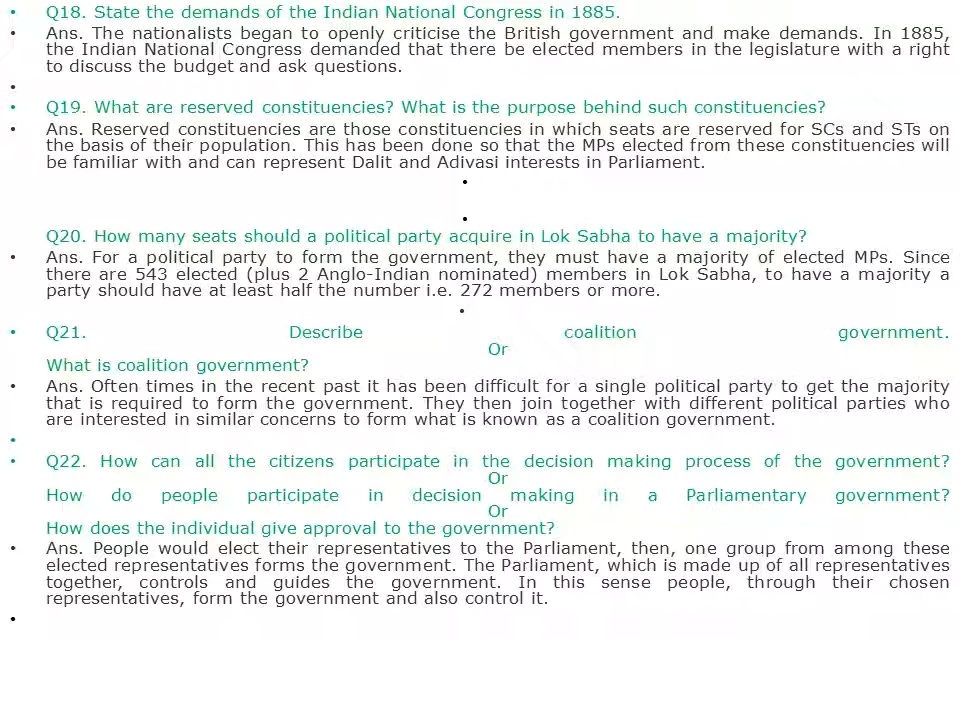 • Q18. State the demands of the Indian National Congress in 1885.
• Ans. The nationalists began to openly criticise the British government and make demands. In 1885,
the Indian National Congress demanded that there be elected members in the legislature with a right
to discuss the budget and ask questions.
•
• Q19. What are reserved constituencies? What is the purpose behind such constituencies?
• Ans. Reserved constituencies are those constituencies in which seats are reserved for SCs and STs on
the basis of their population. This has been done so that the MPs elected from these constituencies will
be familiar with and can represent Dalit and Adivasi interests in Parliament.
•
•
Q20. How many seats should a political party acquire in Lok Sabha to have a majority?
• Ans. For a political party to form the government, they must have a majority of elected MPs. Since
there are 543 elected (plus 2 Anglo-Indian nominated) members in Lok Sabha, to have a majority a
party should have at least half the number i.e. 272 members or more.
•
• Q21. Describe coalition government.
Or
What is coalition government?
• Ans. Often times in the recent past it has been difficult for a single political party to get the majority
that is required to form the government. They then join together with different political parties who
are interested in similar concerns to form what is known as a coalition government.
•
• Q22. How can all the citizens participate in the decision making process of the government?
Or
How do people participate in decision making in a Parliamentary government?
Or
How does the individual give approval to the government?
• Ans. People would elect their representatives to the Parliament, then, one group from among these
elected representatives forms the government. The Parliament, which is made up of all representatives
together, controls and guides the government. In this sense people, through their chosen
representatives, form the government and also control it.
•